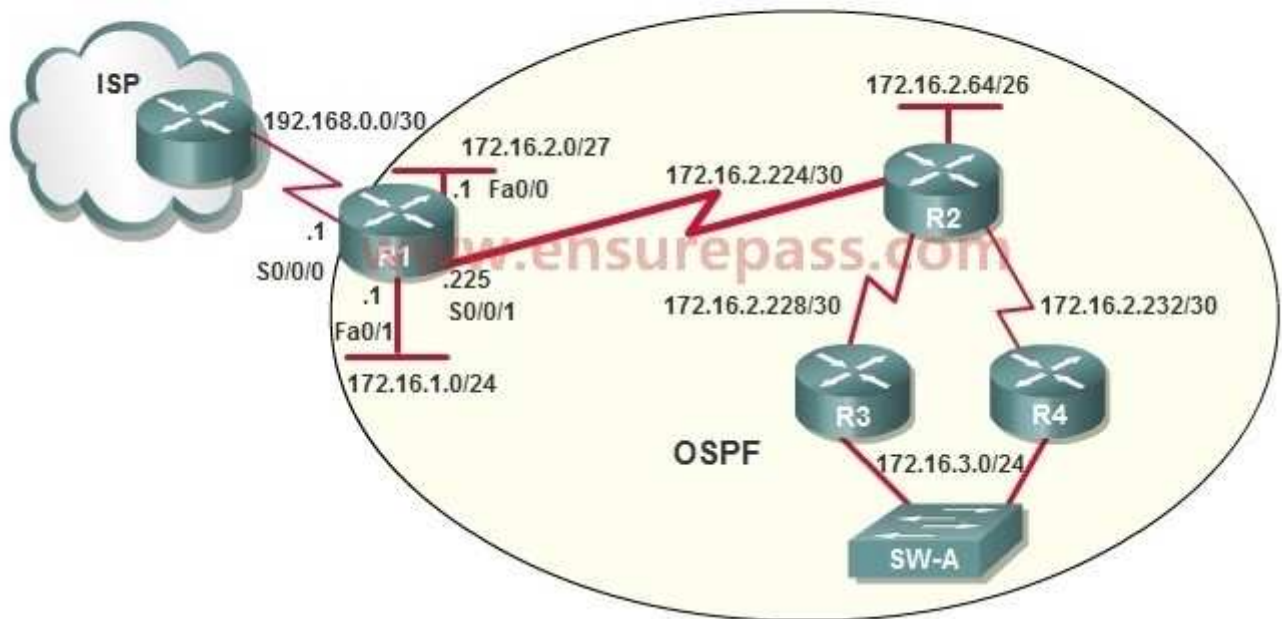 ISP
192.168.0.0/30
172.16.2.0/27
.1 Fa0/0
.1
S0/0/0
R1
.225
S0/0/1
.1
Fa0/1
172.16.1.0/24
172.16.2.64/26
172.16.2.224/30
R2
www.ensurepass.com
172.16.2.228/30
172.16.2.232/30
R3
R4
OSPF
172.16.3.0/24
SW-A